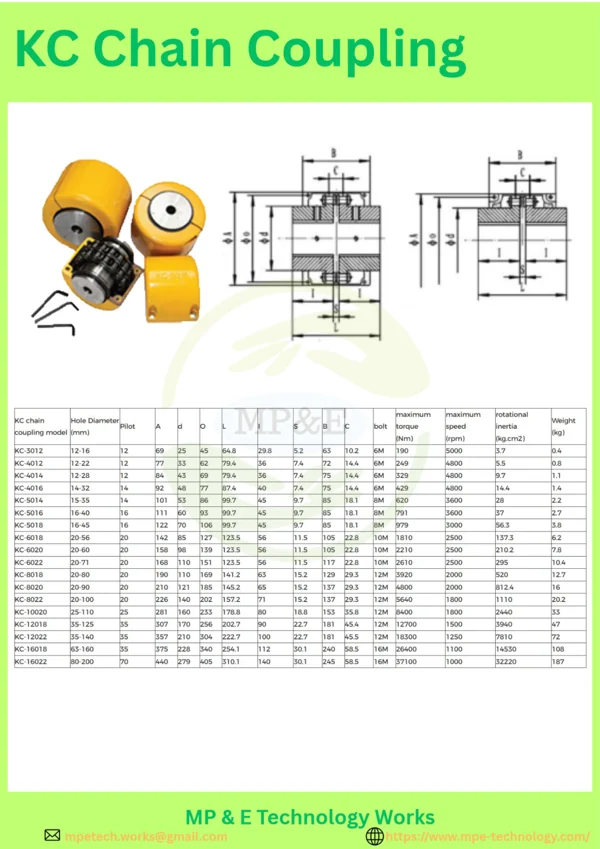 KC Chain Coupling
B
C
ΦA
Φo
Φd
I
I
S
L
B
C
ΦA
Φo
Φd
I
I
S
L
MP&E
KC chain coupling model Hole Diameter (mm) Pilot A d O L I S B C bolt maximum torque (Nm) maximum speed (rpm) rotational inertia (kg.cm2) Weight (kg)
KC-3012 12-16 12 69 25 45 64.8 29.8 5.2 63 10.2 6M 190 5000 3.7 0.4
KC-4012 12-22 12 77 33 62 79.4 36 7.4 72 14.4 6M 249 4800 5.5 0.8
KC-4014 12-28 12 84 43 69 79.4 36 7.4 75 14.4 6M 329 4800 9.7 1.1
KC-4016 14-32 14 92 48 77 87.4 40 7.4 75 14.4 6M 429 4800 14.4 1.4
KC-5014 15-35 14 101 53 86 99.7 45 9.7 85 18.1 8M 620 3600 28 2.2
KC-5016 16-40 16 111 60 93 99.7 45 9.7 85 18.1 8M 791 3600 37 2.7
KC-5018 16-45 16 122 70 106 99.7 45 9.7 85 18.1 8M 979 3000 56.3 3.8
KC-6018 20-56 20 142 85 127 123.5 56 11.5 105 22.8 10M 1810 2500 137.3 6.2
KC-6020 20-60 20 158 98 139 123.5 56 11.5 105 22.8 10M 2210 2500 210.2 7.8
KC-6022 20-71 20 168 110 151 123.5 56 11.5 117 22.8 10M 2610 2500 295 10.4
KC-8018 20-80 20 190 110 169 141.2 63 15.2 129 29.3 12M 3920 2000 520 12.7
KC-8020 20-90 20 210 121 185 145.2 65 15.2 137 29.3 12M 4800 2000 812.4 16
KC-8022 20-100 20 226 140 202 157.2 71 15.2 137 29.3 12M 5640 1800 1110 20.2
KC-10020 25-110 25 281 160 233 178.8 80 18.8 153 35.8 12M 8400 1800 2440 33
KC-12018 35-125 35 307 170 256 202.7 90 22.7 181 45.4 12M 12700 1500 3940 47
KC-12022 35-140 35 357 210 304 222.7 100 22.7 181 45.5 12M 18300 1250 7810 72
KC-16018 63-160 35 375 228 340 254.1 112 30.1 240 58.5 16M 26400 1100 14530 108
KC-16022 80-200 70 440 279 405 310.1 140 30.1 245 58.5 16M 37100 1000 32220 187
MP & E Technology Works
mpetech.works@gmail.com https://www.mpe-technology.com/